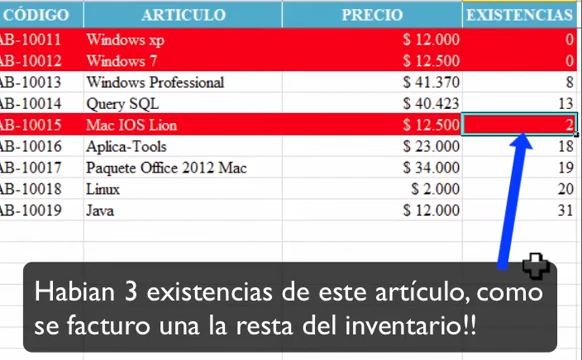 CÓDIGO ARTICULO PRECIO EXISTENCIAS
AB-10011 Windows xp $ 12.000 0
AB-10012 Windows 7 $ 12.500 0
AB-10013 Windows Professional $ 41.370 8
AB-10014 Query SQL $ 40.423 13
AB-10015 Mac IOS Lion $ 12.500 2
AB-10016 Aplica-Tools $ 23.000 18
AB-10017 Paquete Office 2012 Mac $ 34.000 19
AB-10018 Linux $ 2.000 20
AB-10019 Java $ 12.000 31
Habian 3 existencias de este artículo, como
se facturo una la resta del inventario!!